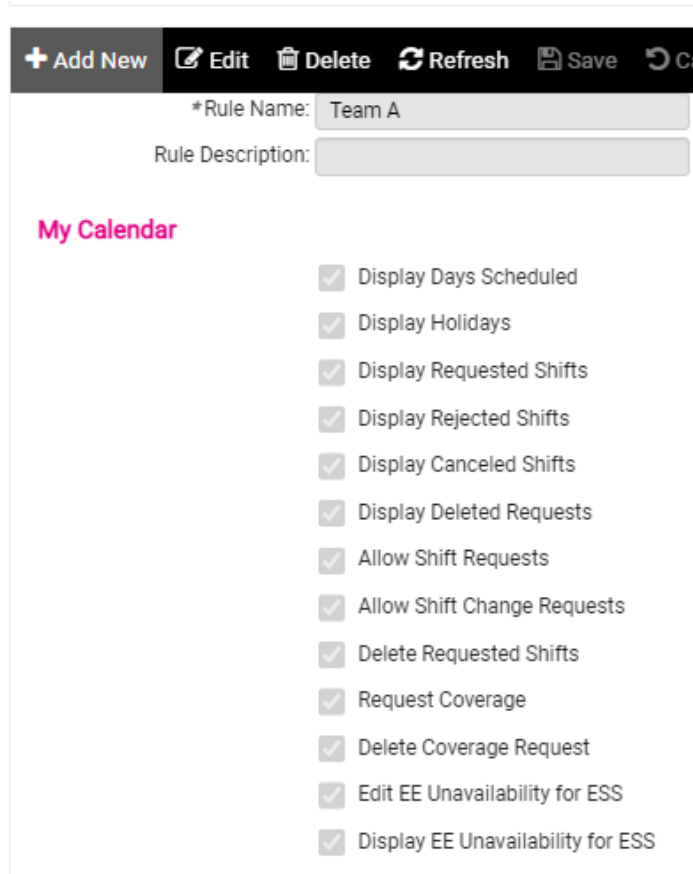 Add New Edit Delete Refresh Save
*Rule Name: Team A
Rule Description:
My Calendar
Display Days Scheduled
Display Holidays
Display Requested Shifts
Display Rejected Shifts
Display Canceled Shifts
Display Deleted Requests
Allow Shift Requests
Allow Shift Change Requests
Delete Requested Shifts
Request Coverage
Delete Coverage Request
Edit EE Unavailability for ESS
Display EE Unavailability for ESS